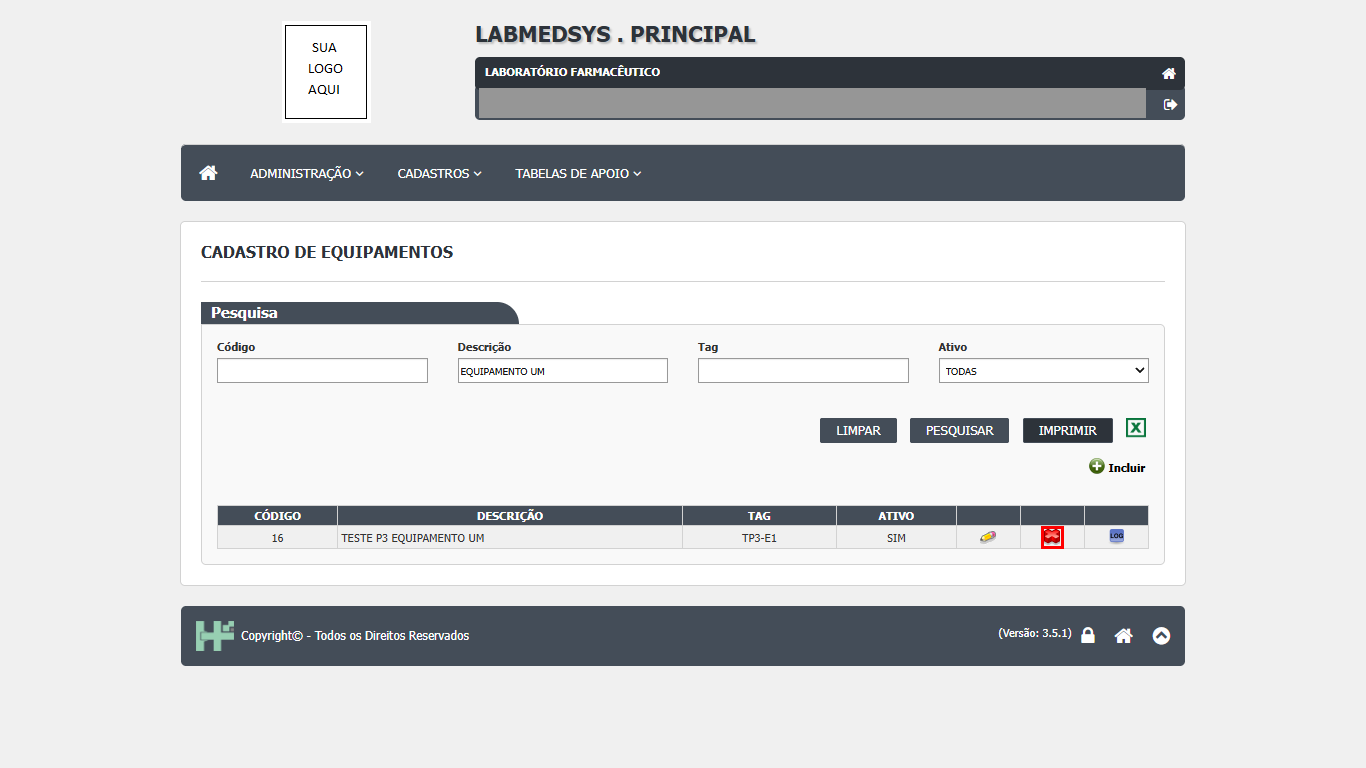 SUA
LOGO
AQUI
LABMEDSYS . PRINCIPAL
LABORATÓRIO FARMACÊUTICO
ADMINISTRAÇÃO CADASTROS TABELAS DE APOIO
CADASTRO DE EQUIPAMENTOS
Pesquisa
Código Descrição Tag Ativo
EQUIPAMENTO UM TODAS
LIMPAR PESQUISAR IMPRIMIR X
Incluir
CÓDIGO DESCRIÇÃO TAG ATIVO
16 TESTE P3 EQUIPAMENTO UM TP3-E1 SIM LOG
Copyright© - Todos os Direitos Reservados (Versão: 3.5.1)